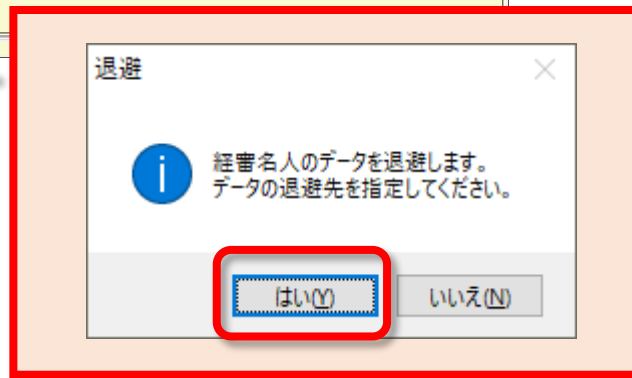 退避
経審名人のデータを退避します。
データの退避先を指定してください。
はい(Y)
いいえ(N)